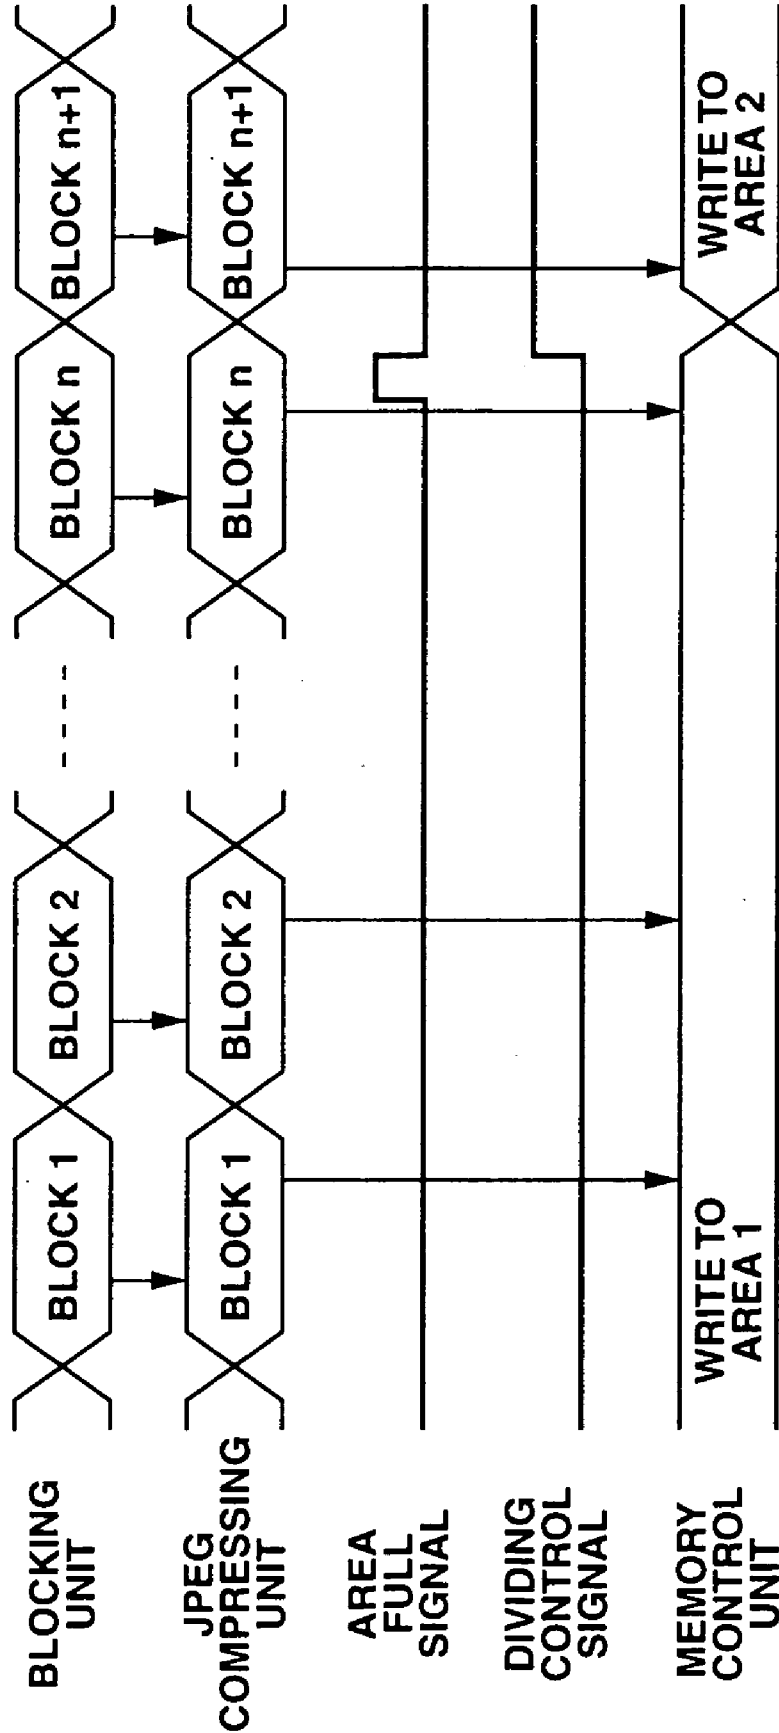 BLOCKING
UNIT
BLOCK 1
BLOCK 2
BLOCK n
BLOCK n+1
JPEG
COMPRESSING
UNIT
BLOCK 1
BLOCK 2
BLOCK n
BLOCK n+1
AREA
FULL
SIGNAL
DIVIDING
CONTROL
SIGNAL
MEMORY
CONTROL
UNIT
WRITE TO
AREA 1
WRITE TO
AREA 2